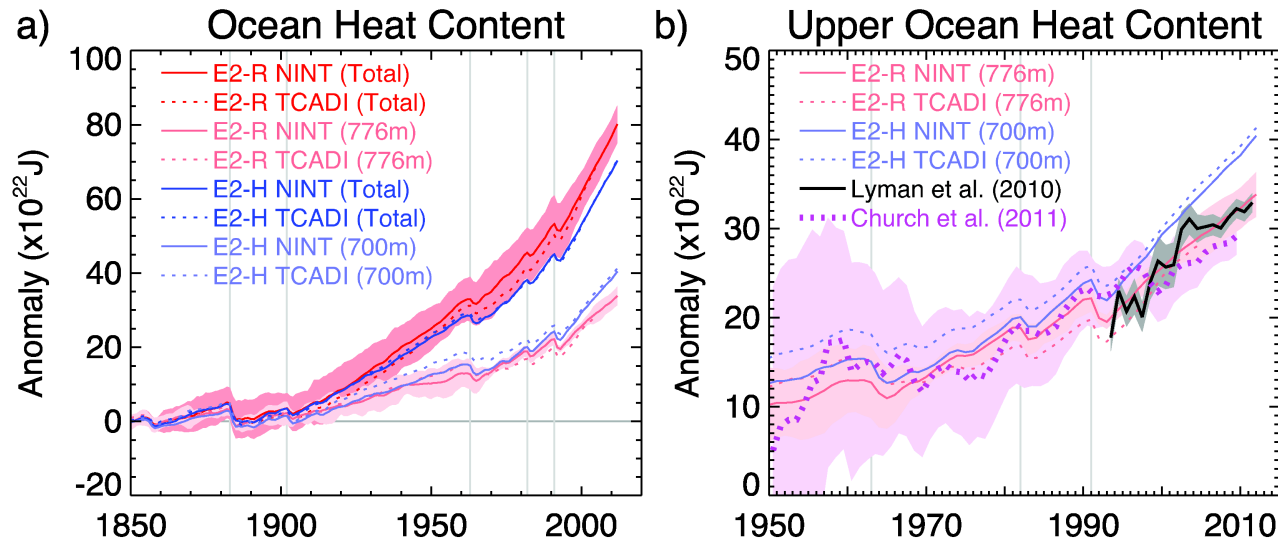 a) Ocean Heat Content
100
80
60
40
20
0
-20
Anomaly (x10²²J)
E2-R NINT (Total)
E2-R TCADI (Total)
E2-R NINT (776m)
E2-R TCADI (776m)
E2-H NINT (Total)
E2-H TCADI (Total)
E2-H NINT (700m)
E2-H TCADI (700m)
1850 1900 1950 2000
b) Upper Ocean Heat Content
50
40
30
20
10
0
Anomaly (x10²²J)
E2-R NINT (776m)
E2-R TCADI (776m)
E2-H NINT (700m)
E2-H TCADI (700m)
Lyman et al. (2010)
Church et al. (2011)
1950 1970 1990 2010